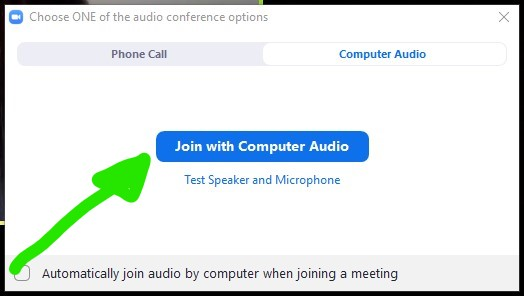 Choose ONE of the audio conference options
Phone Call
Computer Audio
Join with Computer Audio
Test Speaker and Microphone
Automatically join audio by computer when joining a meeting